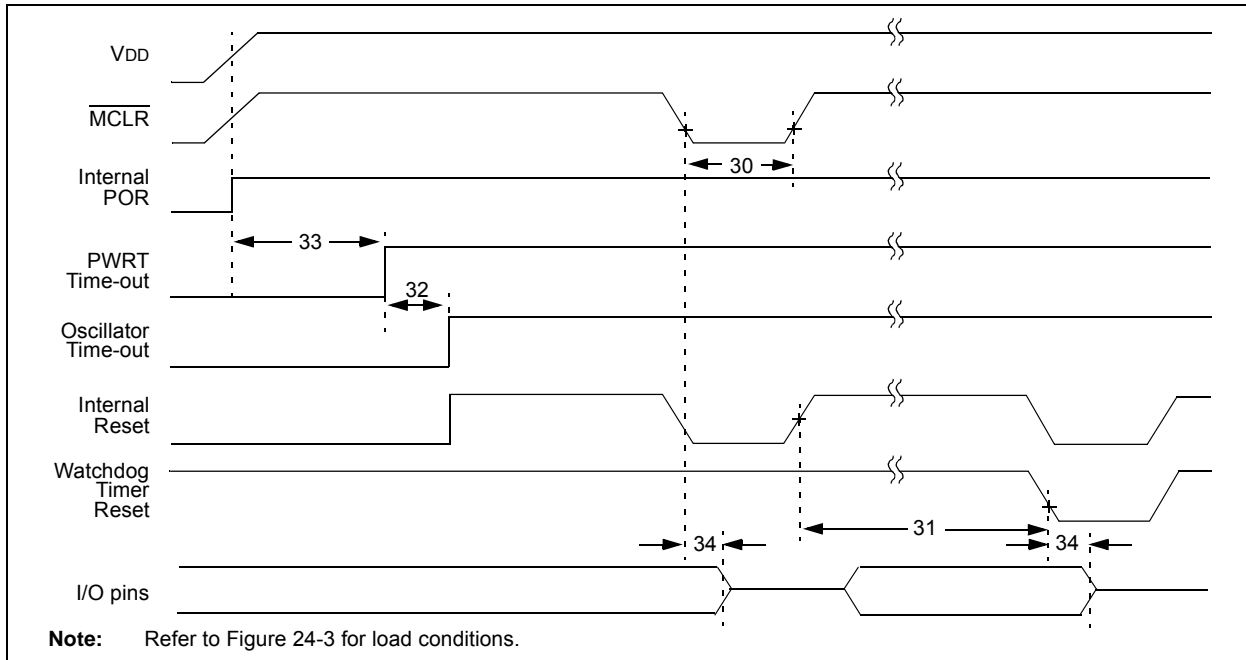 VDD
MCLR
30
Internal
POR
33
PWRT
Time-out
32
Oscillator
Time-out
Internal
Reset
Watchdog
Timer
Reset
31
34
34
I/O pins
Note: Refer to Figure 24-3 for load conditions.